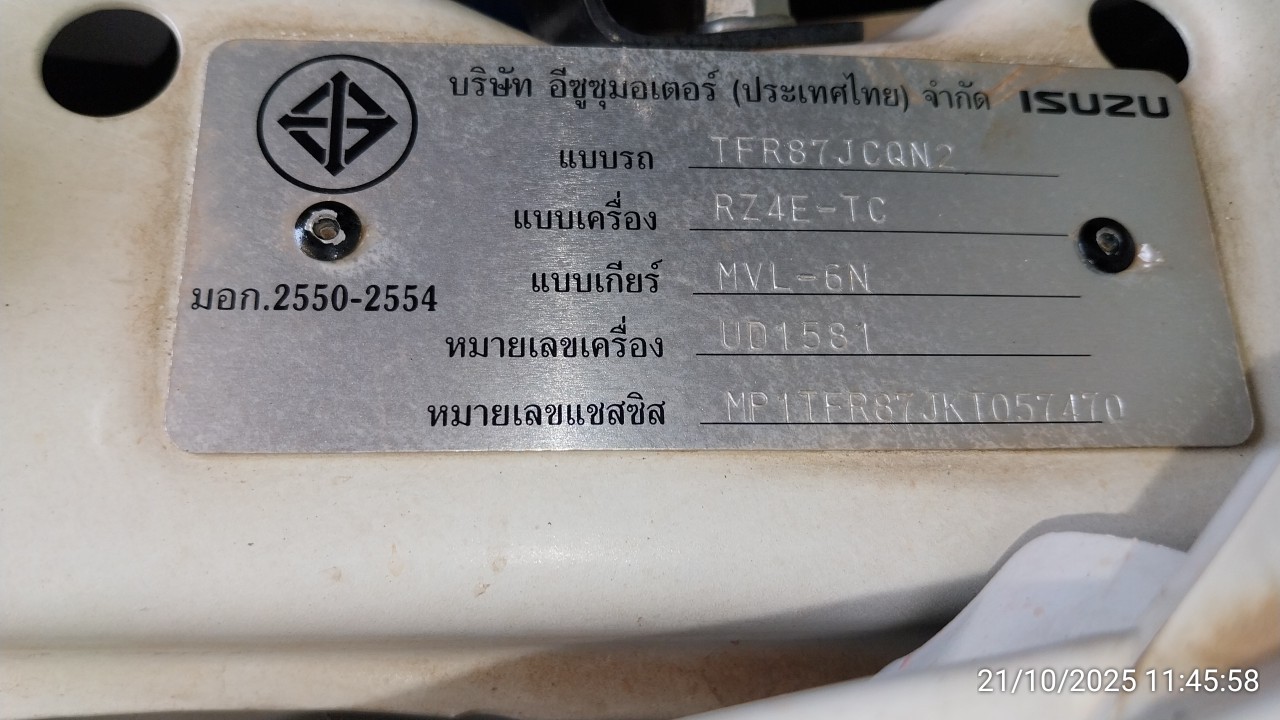 บริษัท อีซูซุมอเตอร์ (ประเทศไทย) จำกัด ISUZU
แบบรถ TFR87JCQN2
แบบเครื่อง RZ4E-TC
แบบเกียร์ MVL-6N
มอก.2550-2554
หมายเลขเครื่อง UD1581
หมายเลขแชสซิส MP1TFR87JKT057470
21/10/2025 11:45:58